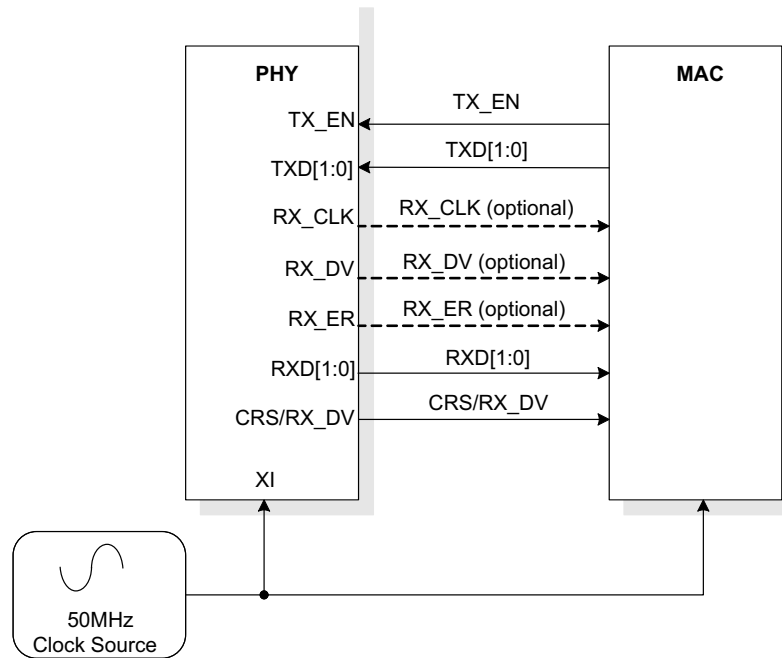 PHY
MAC
TX_EN
TX_EN
TXD[1:0]
TXD[1:0]
RX_CLK
RX_CLK (optional)
RX_DV
RX_DV (optional)
RX_ER
RX_ER (optional)
RXD[1:0]
RXD[1:0]
CRS/RX_DV
CRS/RX_DV
XI
50MHz
Clock Source